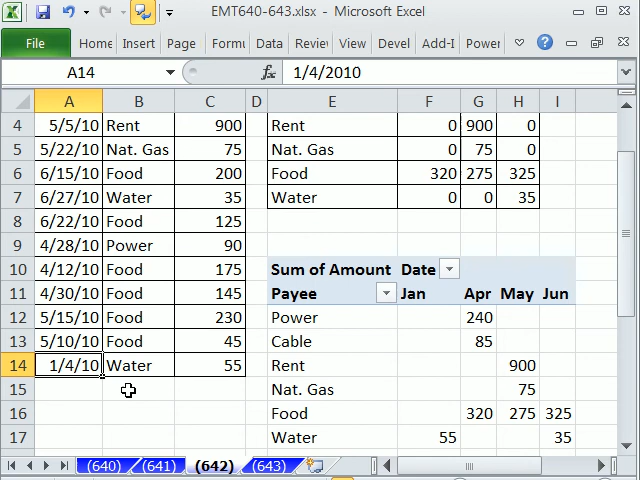 EMT640-643.xlsx - Microsoft Excel
File Home Insert Page Form Data Revie View Devel Add-I Power
A14 fx 1/4/2010
A B C D E F G H I
4 5/5/10 Rent 900 Rent 0 900 0
5 5/22/10 Nat. Gas 75 Nat. Gas 0 75 0
6 6/15/10 Food 200 Food 320 275 325
7 6/27/10 Water 35 Water 0 0 35
8 6/22/10 Food 125
9 4/28/10 Power 90
10 4/12/10 Food 175 Sum of Amount Date
11 4/30/10 Food 145 Payee Jan Apr May Jun
12 5/15/10 Food 230 Power 240
13 5/10/10 Food 45 Cable 85
14 1/4/10 Water 55 Rent 900
15 Nat. Gas 75
16 Food 320 275 325
17 Water 55 35
(640) (641) (642) (643)